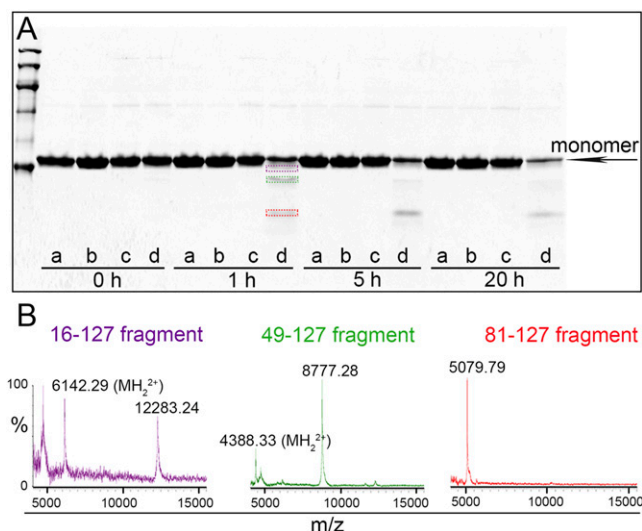 A
monomer
a b c d a b c d a b c d a b c d
0 h 1 h 5 h 20 h
B
16-127 fragment 49-127 fragment 81-127 fragment
100
%
6142.29 (MH₂²⁺)
12283.24
4388.33 (MH₂²⁺)
8777.28
5079.79
5000 10000 15000 5000 10000 15000 5000 10000 15000
m/z